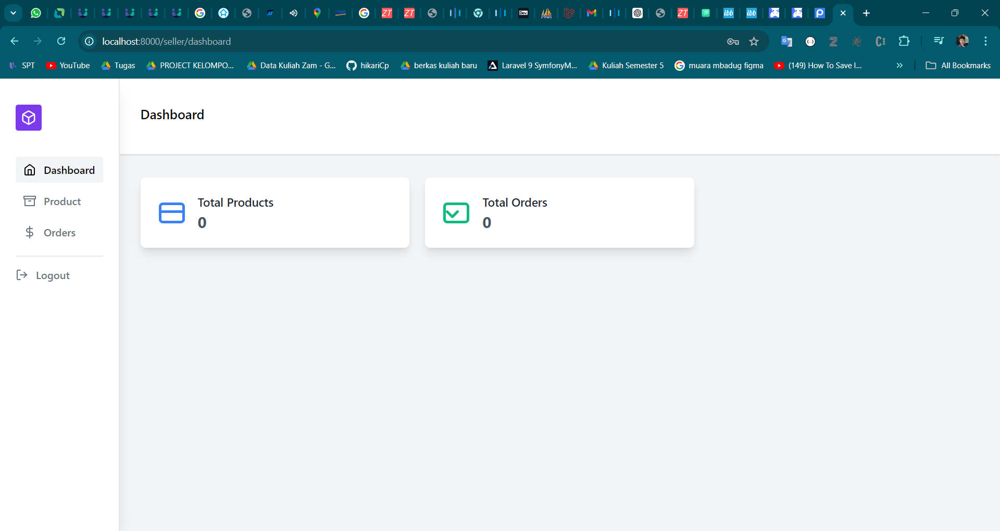 localhost:8000/seller/dashboard
SPT YouTube Tugas PROJECT KELOMPO... Data Kuliah Zam - G... hikariCp berkas kuliah baru Laravel 9 SymfonyM... Kuliah Semester 5 muara mbadug figma (149) How To Save I... All Bookmarks
Dashboard
Dashboard
Product
Orders
Logout
Total Products
0
Total Orders
0